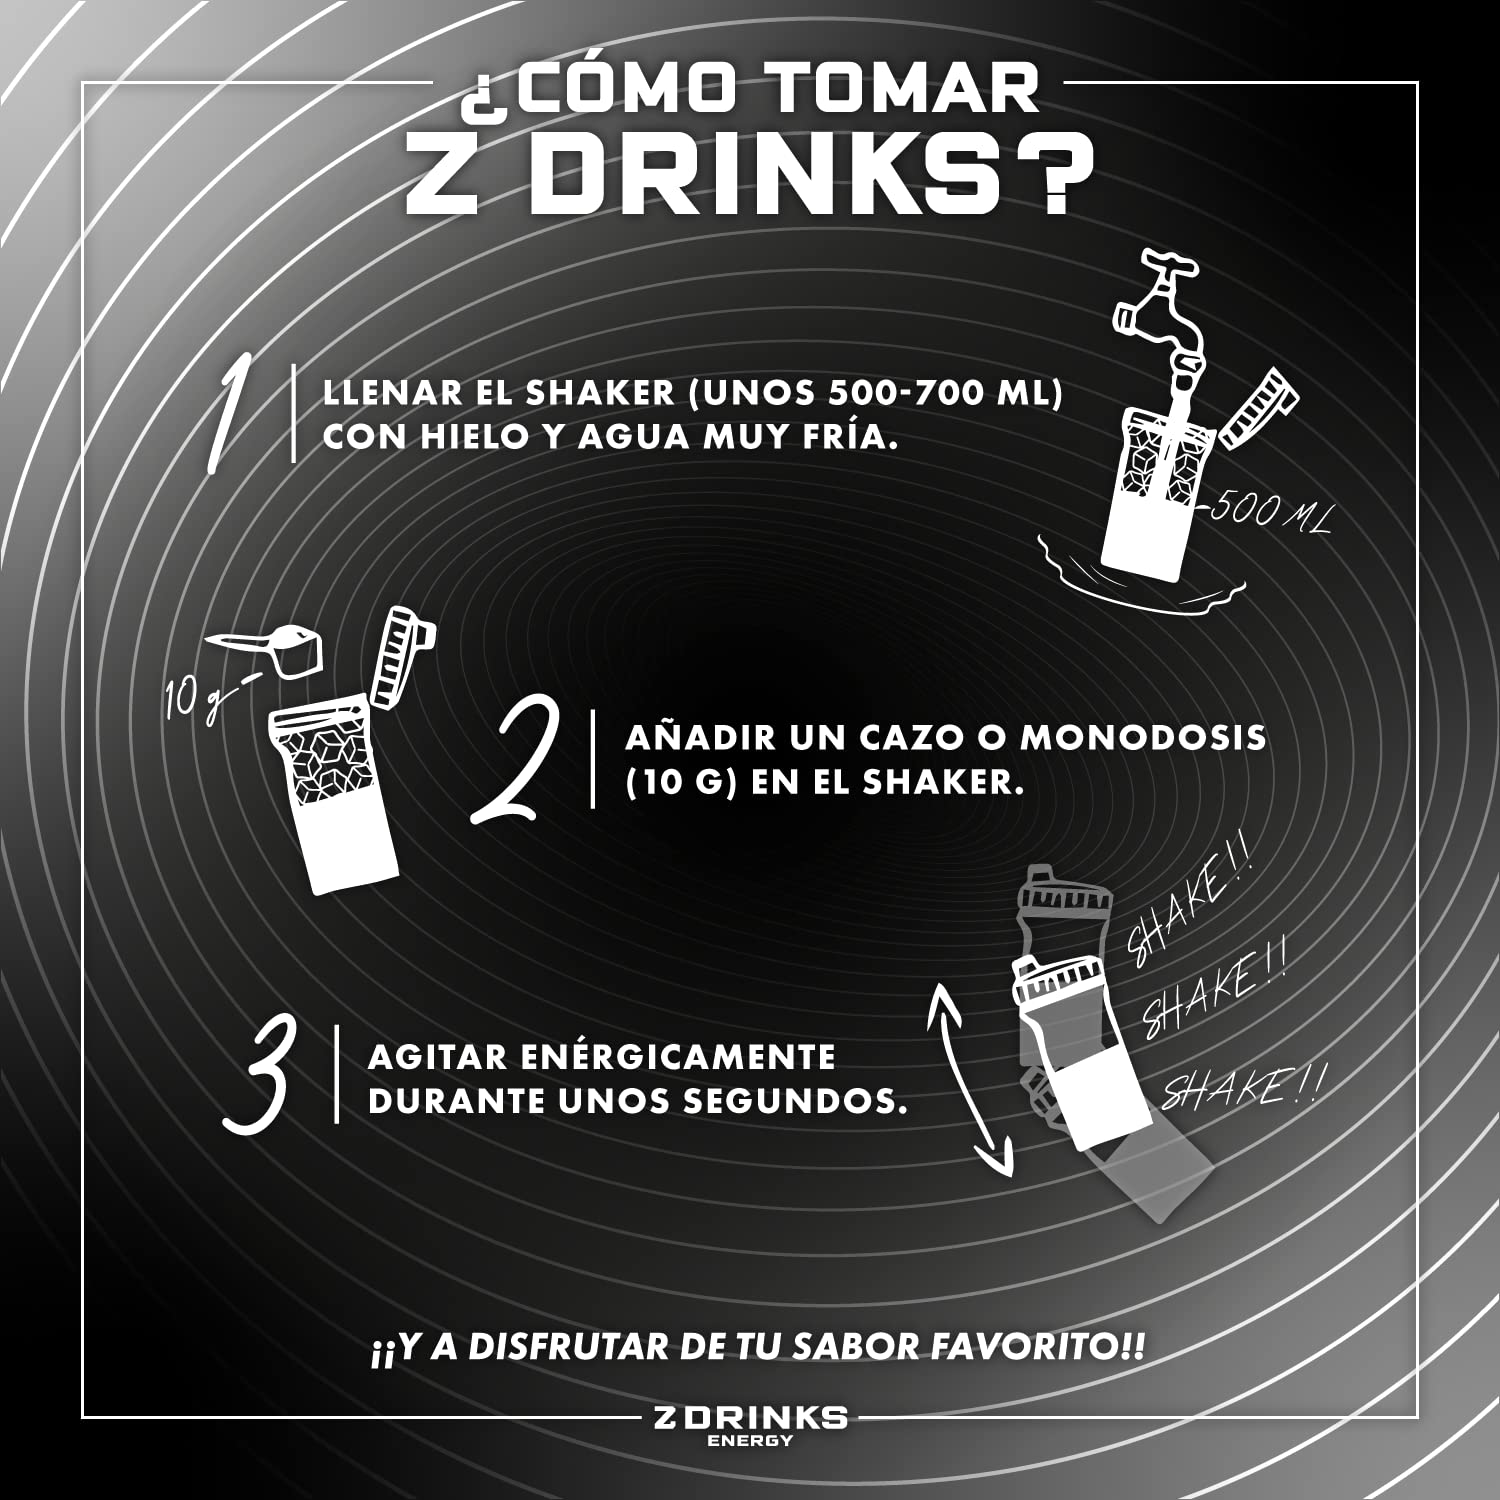 ¿CÓMO TOMAR
Z DRINKS?
1
LLENAR EL SHAKER (UNOS 500-700 ML)
CON HIELO Y AGUA MUY FRÍA.
500 ML
10 g
2
AÑADIR UN CAZO O MONODOSIS
(10 G) EN EL SHAKER.
3
AGITAR ENÉRGICAMENTE
DURANTE UNOS SEGUNDOS.
SHAKE!!
SHAKE!!
SHAKE!!
¡¡Y A DISFRUTAR DE TU SABOR FAVORITO!!
Z DRINKS
ENERGY